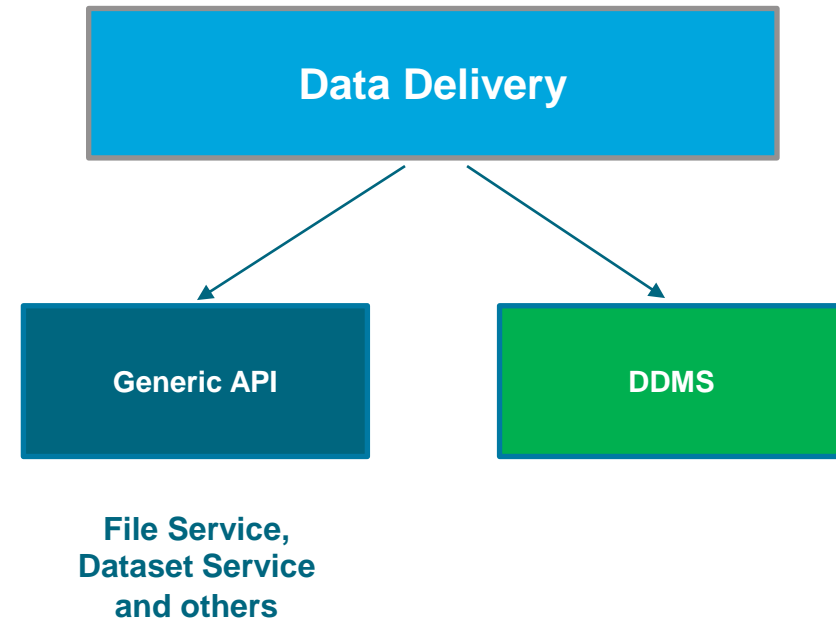 Data Delivery
Generic API
DDMS
File Service,
Dataset Service
and others